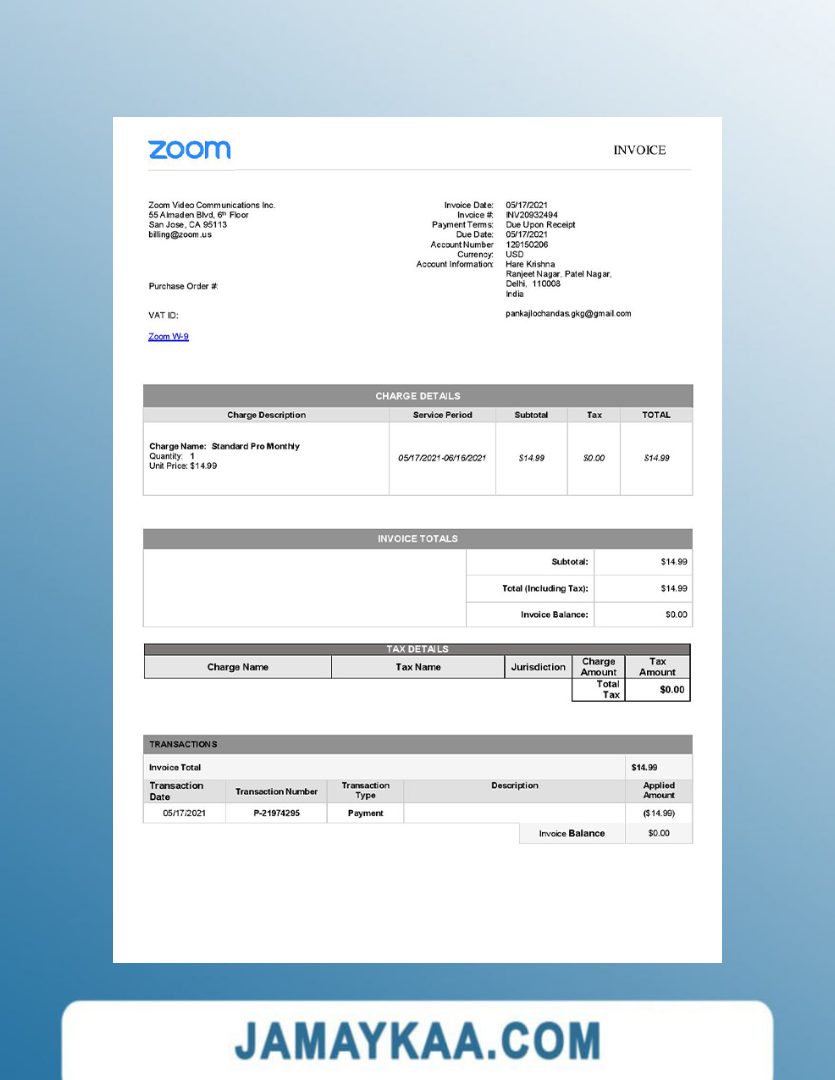 zoom
INVOICE
Zoom Video Communications Inc.
55 Almaden Blvd, 6th Floor
San Jose, CA 95113
billing@zoom.us
Purchase Order #:
VAT ID:
Zoom W-9
Invoice Date: 05/17/2021
Invoice #: INV20932494
Payment Terms: Due Upon Receipt
Due Date: 05/17/2021
Account Number 129150206
Currency: USD
Account Information: Hare Krishna
Ranjeet Nagar, Patel Nagar,
Delhi, 110008
India
pankajlochandas.gkg@gmail.com
CHARGE DETAILS
Charge Description Service Period Subtotal Tax TOTAL
Charge Name: Standard Pro Monthly
Quantity: 1
Unit Price: $14.99
05/17/2021-06/16/2021 $14.99 $0.00 $14.99
INVOICE TOTALS
Subtotal: $14.99
Total (Including Tax): $14.99
Invoice Balance: $0.00
TAX DETAILS
Charge Name Tax Name Jurisdiction Charge Amount Tax Amount
Total Tax $0.00
TRANSACTIONS
Invoice Total $14.99
Transaction Date Transaction Number Transaction Type Description Applied Amount
05/17/2021 P-21974295 Payment ($14.99)
Invoice Balance $0.00
JAMAYKAA.COM